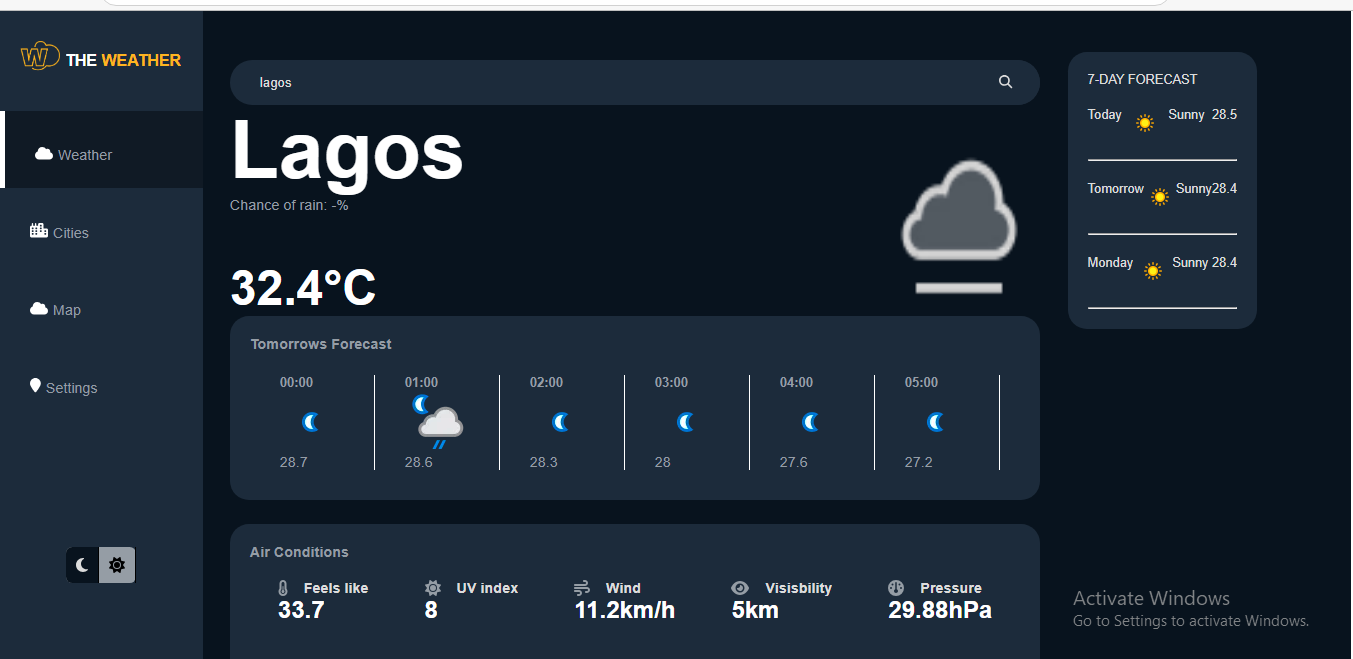 THE WEATHER
Weather
Cities
Map
Settings
lagos
Lagos
Chance of rain: -%
32.4°C
Tomorrows Forecast
00:00 01:00 02:00 03:00 04:00 05:00
28.7 28.6 28.3 28 27.6 27.2
Air Conditions
Feels like UV index Wind Visisbility Pressure
33.7 8 11.2km/h 5km 29.88hPa
7-DAY FORECAST
Today Sunny 28.5
Tomorrow Sunny28.4
Monday Sunny 28.4
Activate Windows
Go to Settings to activate Windows.